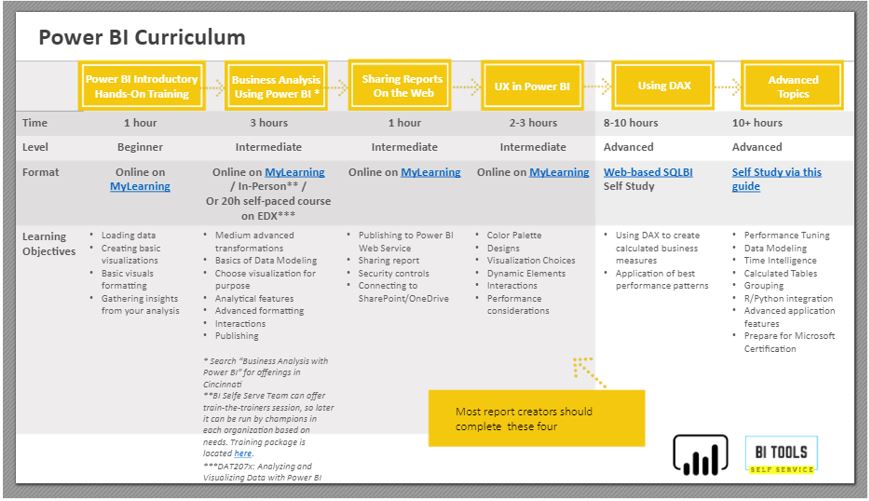 Power BI Curriculum
Power BI Introductory
Hands-On Training
Business Analysis
Using Power BI *
Sharing Reports
On the Web
UX in Power BI
Using DAX
Advanced
Topics
Time
1 hour
3 hours
1 hour
2-3 hours
8-10 hours
10+ hours
Level
Beginner
Intermediate
Intermediate
Intermediate
Advanced
Advanced
Format
Online on
MyLearning
Online on MyLearning
/ In-Person** /
Or 20h self-paced course
on EDX***
Online on MyLearning
Online on MyLearning
Web-based SQLBI
Self Study
Self Study via this
guide
Learning
Objectives
• Loading data
• Creating basic
visualizations
• Basic visuals
formatting
• Gathering insights
from your analysis
• Medium advanced
transformations
• Basics of Data Modeling
• Choose visualization for
purpose
• Analytical features
• Advanced formatting
• Interactions
• Publishing
* Search “Business Analysis with
Power BI” for offerings in
Cincinnati
**BI Selfe Serve Team can offer
train-the-trainers session, so later
it can be run by champions in
each organization based on
needs. Training package is
located here.
***DAT207x: Analyzing and
Visualizing Data with Power BI
• Publishing to Power BI
Web Service
• Sharing report
• Security controls
• Connecting to
SharePoint/OneDrive
• Color Palette
• Designs
• Visualization Choices
• Dynamic Elements
• Interactions
• Performance
considerations
• Using DAX to create
calculated business
measures
• Application of best
performance patterns
• Performance Tuning
• Data Modeling
• Time Intelligence
• Calculated Tables
• Grouping
• R/Python integration
• Advanced application
features
• Prepare for Microsoft
Certification
Most report creators should
complete these four
BI TOOLS
SELF SERVICE